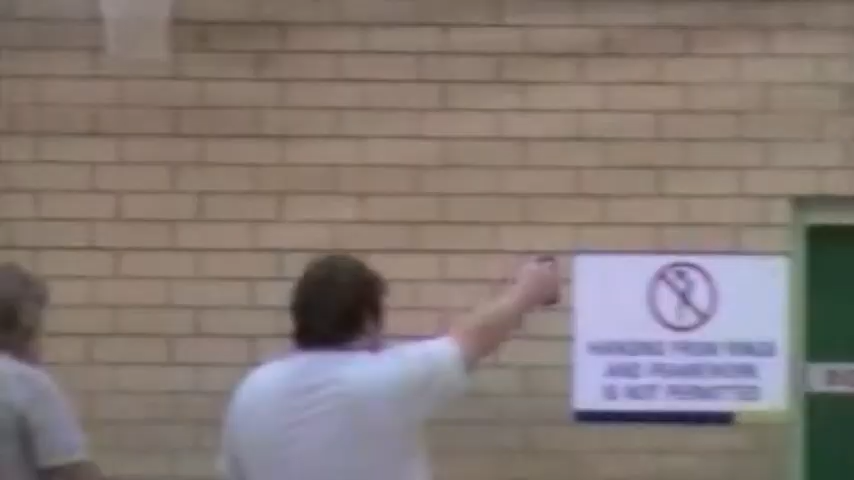 HANGING FROM RINGS
AND FRAMEWORK
IS NOT PERMITTED